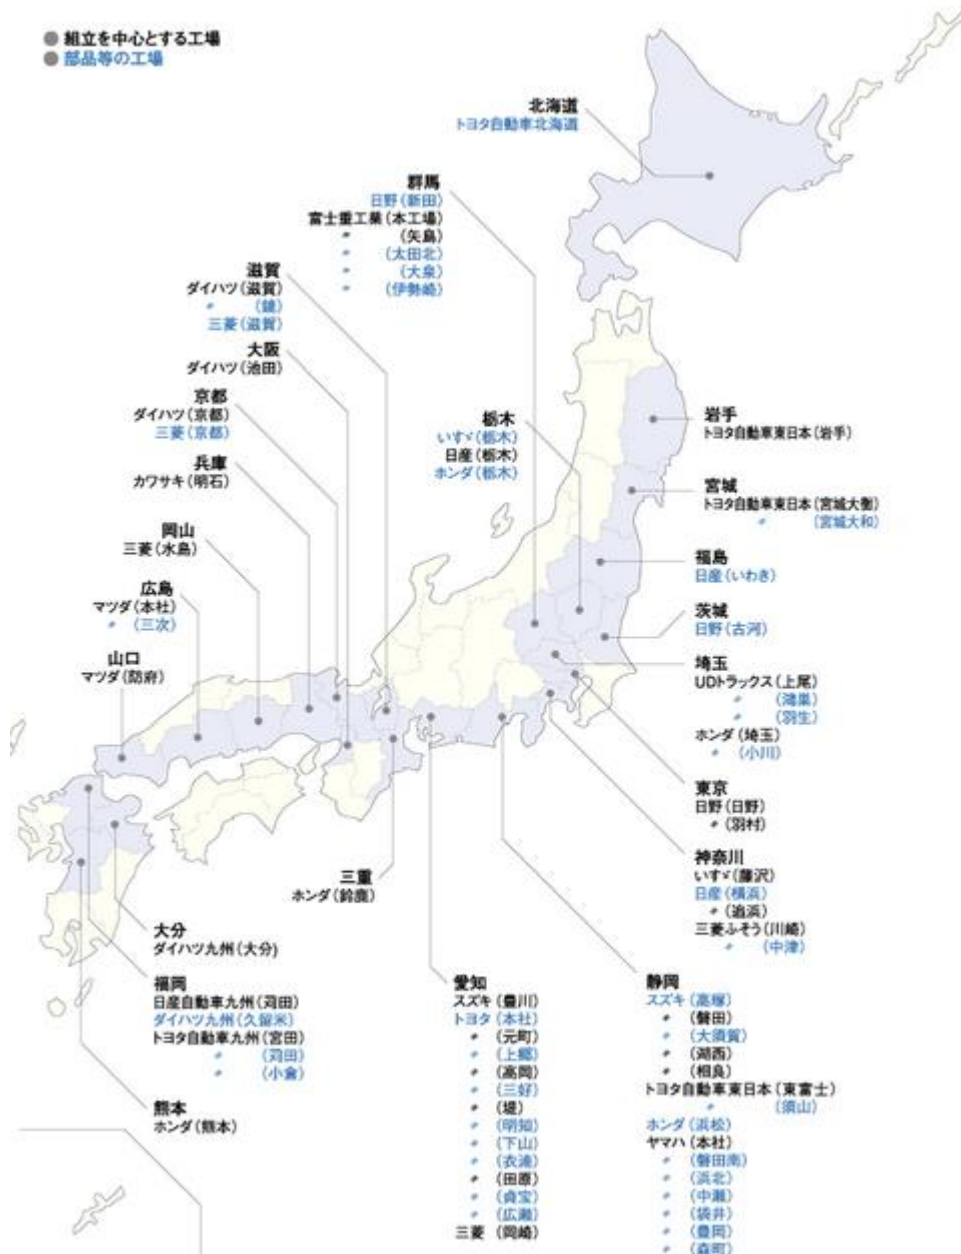 組立を中心とする工場
部品等の工場
北海道
トヨタ自動車北海道
群馬
日野(新田)
富士重工業(本工場)
〃 (矢島)
〃 (太田北)
〃 (大泉)
〃 (伊勢崎)
滋賀
ダイハツ(滋賀)
〃 (鏡)
三菱(滋賀)
大阪
ダイハツ(池田)
京都
ダイハツ(京都)
三菱(京都)
兵庫
カワサキ(明石)
岡山
三菱(水島)
広島
マツダ(本社)
〃 (三次)
山口
マツダ(防府)
栃木
いすゞ(栃木)
日産(栃木)
ホンダ(栃木)
岩手
トヨタ自動車東日本(岩手)
宮城
トヨタ自動車東日本(宮城大衡)
〃 (宮城大和)
福島
日産(いわき)
茨城
日野(古河)
埼玉
UDトラックス(上尾)
〃 (鴻巣)
〃 (羽生)
ホンダ(埼玉)
〃 (小川)
東京
日野(日野)
〃 (羽村)
神奈川
いすゞ(藤沢)
日産(横浜)
〃 (追浜)
三菱ふそう(川崎)
〃 (中津)
三重
ホンダ(鈴鹿)
大分
ダイハツ九州(大分)
福岡
日産自動車九州(苅田)
ダイハツ九州(久留米)
トヨタ自動車九州(宮田)
〃 (苅田)
〃 (小倉)
熊本
ホンダ(熊本)
愛知
スズキ(豊川)
トヨタ(本社)
〃 (元町)
〃 (上郷)
〃 (高岡)
〃 (三好)
〃 (堤)
〃 (明知)
〃 (下山)
〃 (衣浦)
〃 (田原)
〃 (貞宝)
〃 (広瀬)
三菱 (岡崎)
静岡
スズキ(高塚)
〃 (磐田)
〃 (大須賀)
〃 (湖西)
〃 (相良)
トヨタ自動車東日本(東富士)
〃 (須山)
ホンダ(浜松)
ヤマハ(本社)
〃 (磐田南)
〃 (浜北)
〃 (中瀬)
〃 (袋井)
〃 (豊岡)
〃 (森町)